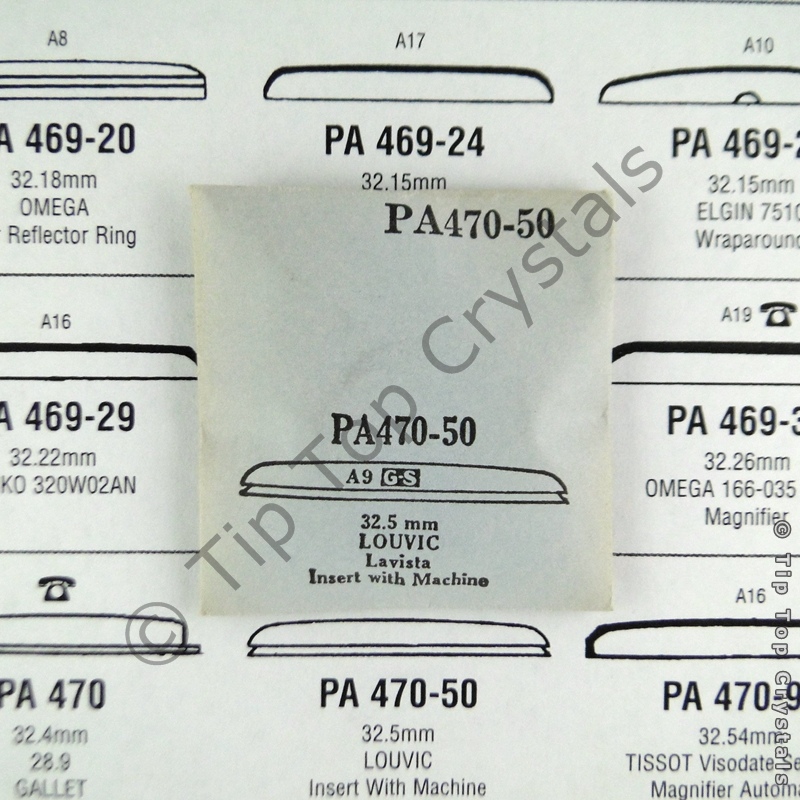 A8
A17
A10
A 469-20
PA 469-24
PA 469-2
32.18mm
32.15mm
32.15mm
OMEGA
ELGIN 7510
Reflector Ring
Wraparound
PA470-50
A16
A19
A 469-29
PA470-50
PA 469-3
32.22mm
A9 G-S
32.26mm
KO 320W02AN
OMEGA 166-035
Magnifier
32.5 mm
LOUVIC
Lavista
Insert with Machine
A16
PA 470
PA 470-50
PA 470-9
32.4mm
32.5mm
32.54mm
28.9
LOUVIC
TISSOT Visodate Se
GALLET
Insert With Machine
Magnifier Automa
© Tip Top Crystals
© Tip Top Crystals